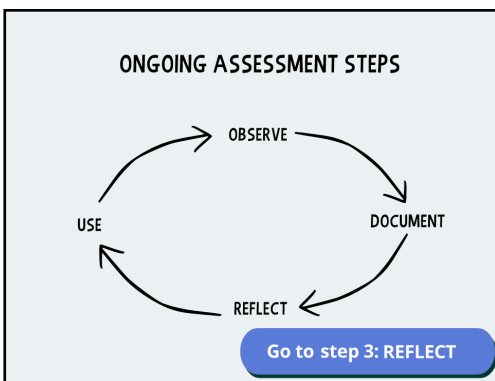 ONGOING ASSESSMENT STEPS
OBSERVE
USE
DOCUMENT
REFLECT
Go to step 3: REFLECT